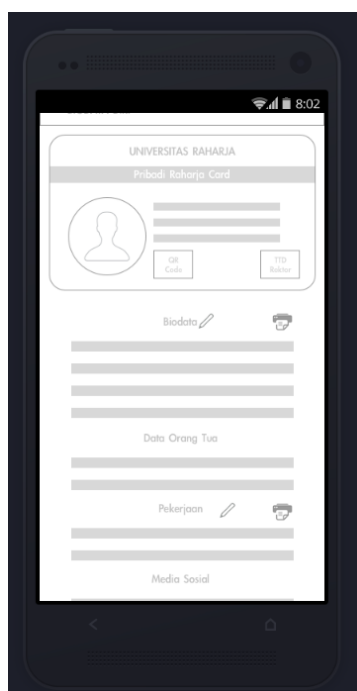 8:02
UNIVERSITAS RAHARJA
Pribadi Raharja Card
QR
Code
TTD
Rektor
Biodata
Data Orang Tua
Pekerjaan
Media Sosial